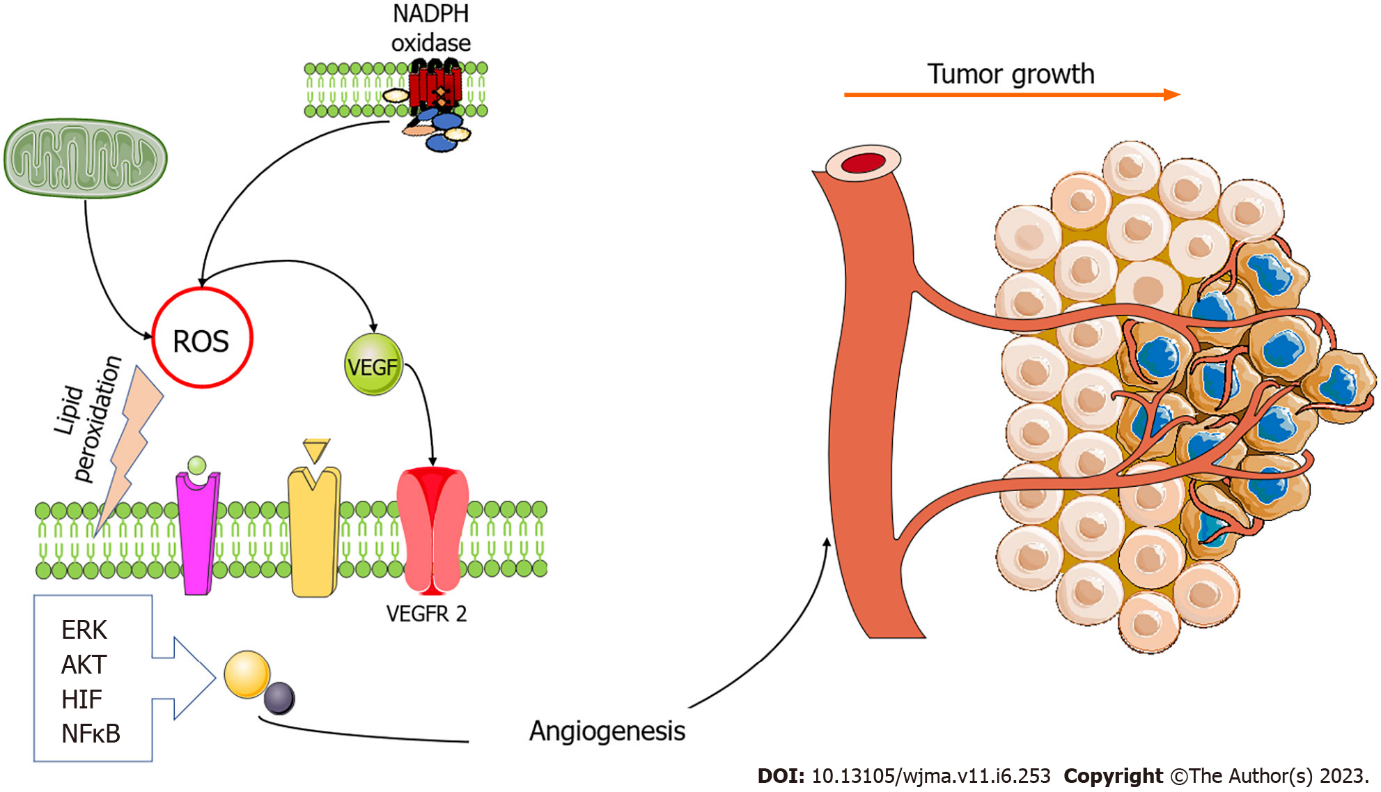 NADPH
oxidase
Tumor growth
ROS
VEGF
Lipid
peroxidation
VEGFR 2
ERK
AKT
HIF
NFκB
Angiogenesis
DOI: 10.13105/wjma.v11.i6.253 Copyright ©The Author(s) 2023.